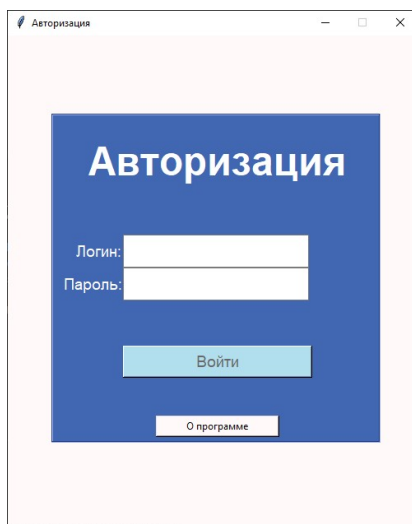 Авторизация
Авторизация
Логин:
Пароль:
Войти
О программе